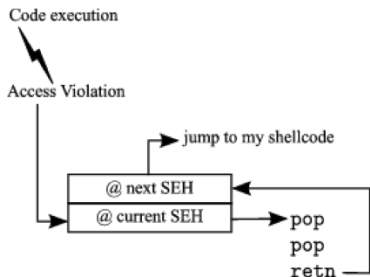 Code execution
Access Violation
jump to my shellcode
@ next SEH
@ current SEH
pop
pop
retn